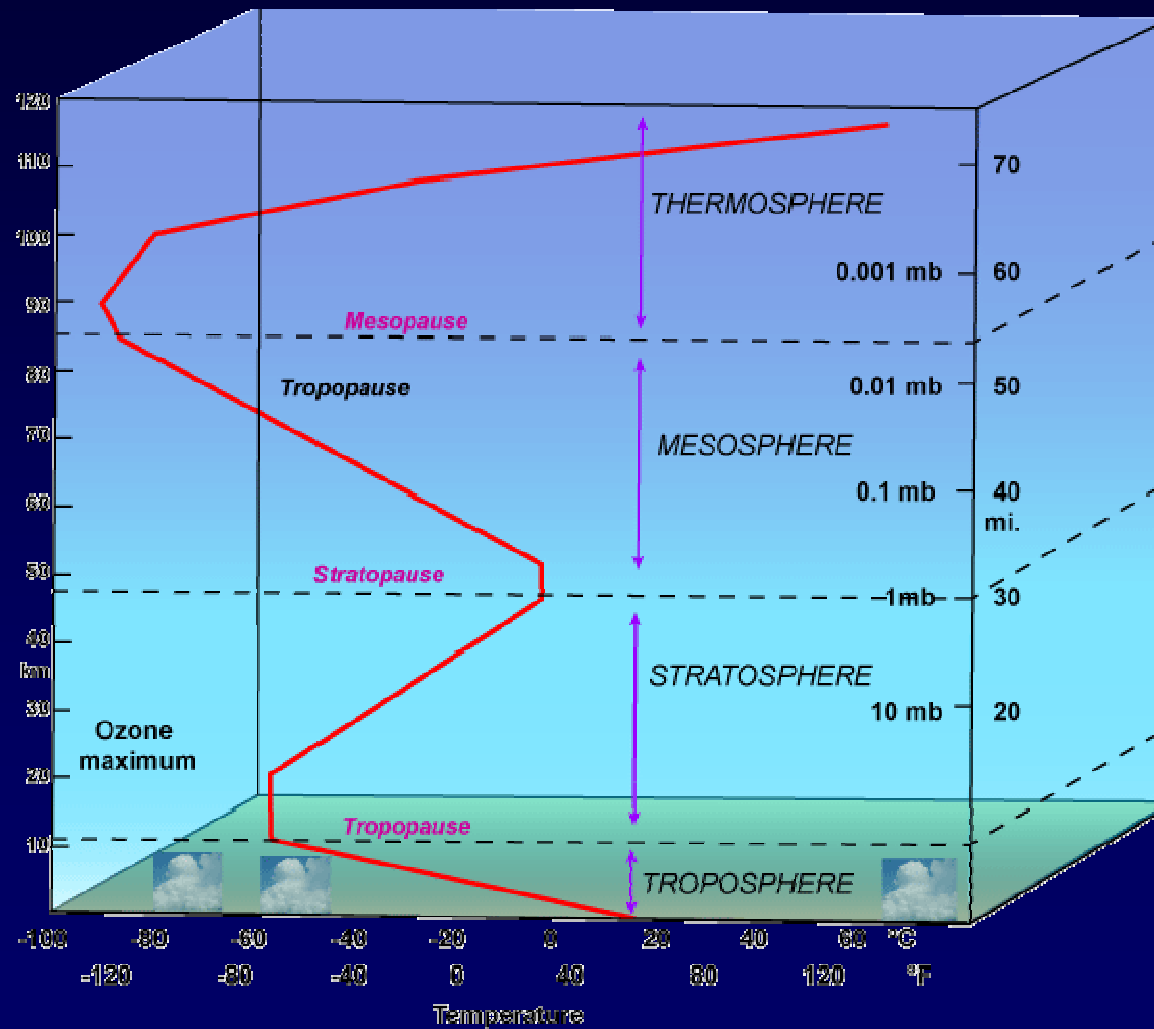 120
110
THERMOSPHERE
70
100
0.001 mb
60
90
Mesopause
80
Tropopause
0.01 mb
50
70
MESOSPHERE
60
0.1 mb
40
mi.
50
Stratopause
1mb
30
40
km
STRATOSPHERE
30
10 mb
20
Ozone
maximum
20
Tropopause
10
TROPOSPHERE
-100 -80 -60 -40 -20 0 20 40 60 °C
-120 -80 -40 0 40 80 120 °F
Temperature